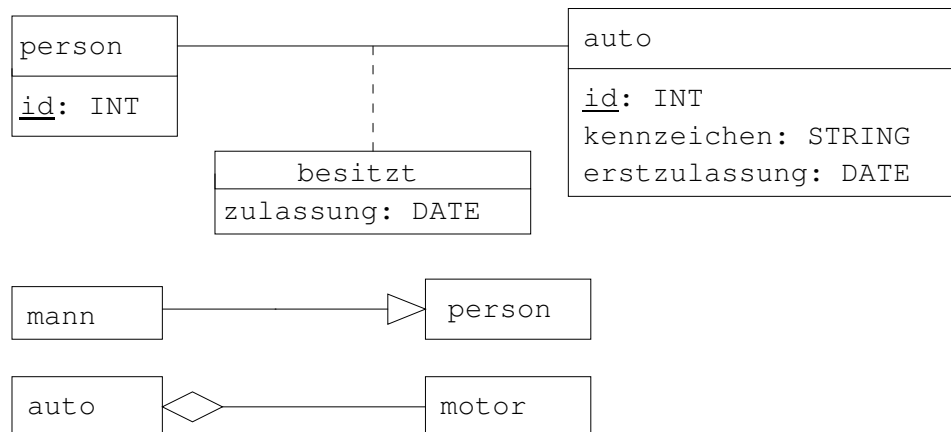 person
id: INT
auto
id: INT
kennzeichen: STRING
erstzulassung: DATE
besitzt
zulassung: DATE
mann
person
auto
motor